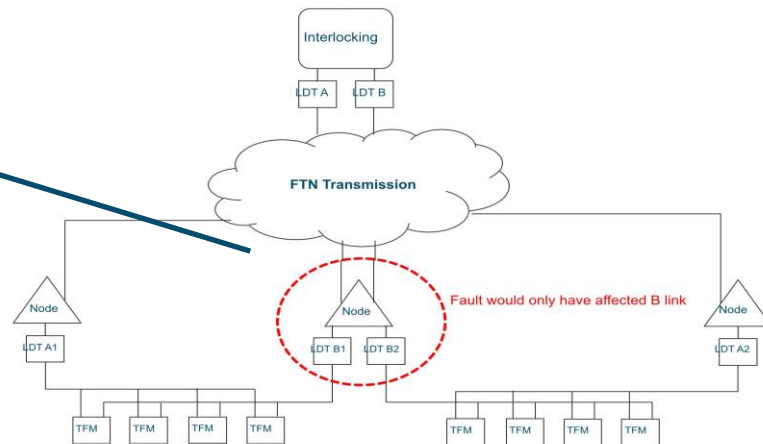 Interlocking
LDT A LDT B
FTN Transmission
Node Node Node
Fault would only have affected B link
LDT A1 LDT B1 LDT B2 LDT A2
TFM TFM TFM TFM TFM TFM TFM TFM